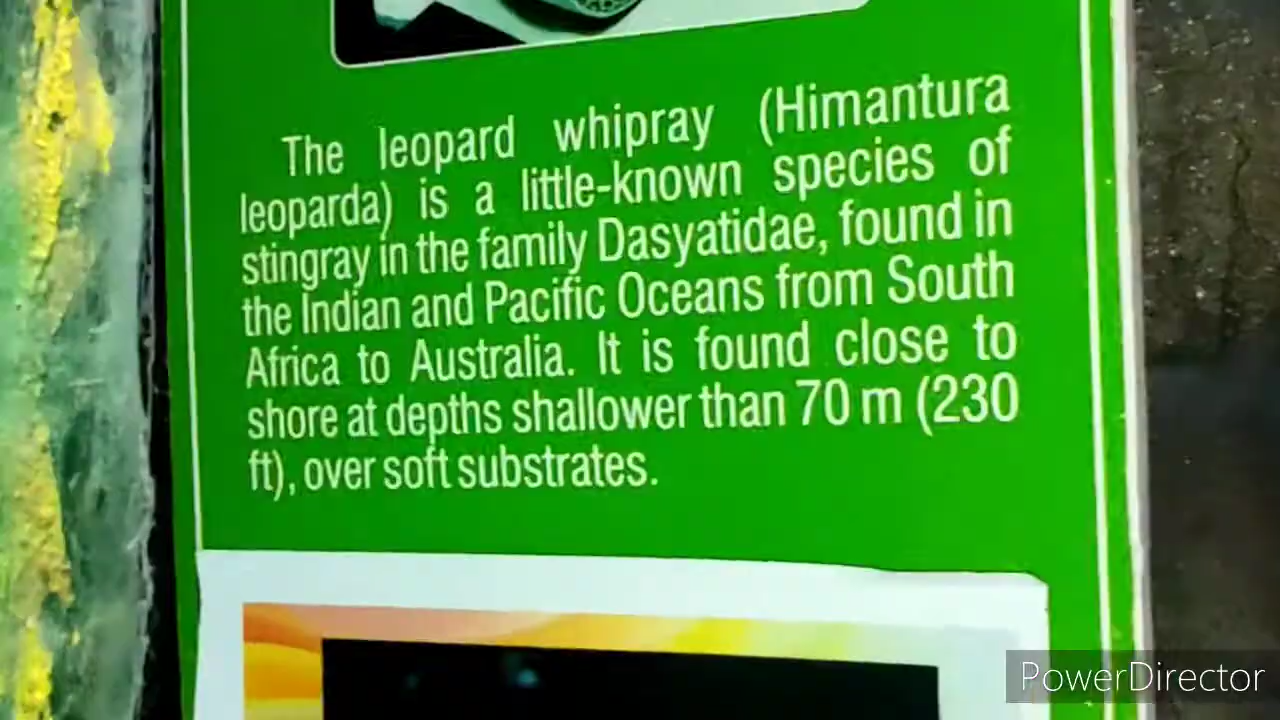 The leopard whipray (Himantura
leoparda) is a little-known species of
stingray in the family Dasyatidae, found in
the Indian and Pacific Oceans from South
Africa to Australia. It is found close to
shore at depths shallower than 70 m (230
ft), over soft substrates.
PowerDirector